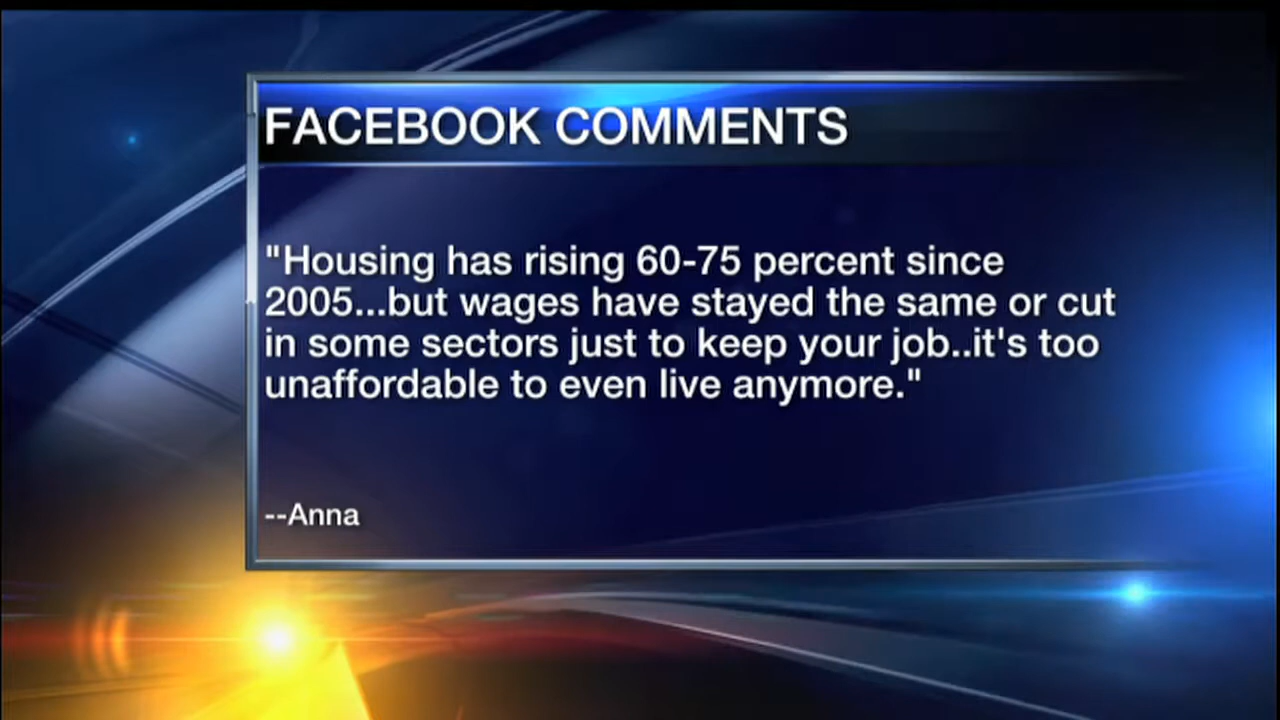 FACEBOOK COMMENTS
"Housing has rising 60-75 percent since
2005...but wages have stayed the same or cut
in some sectors just to keep your job..it's too
unaffordable to even live anymore."
--Anna